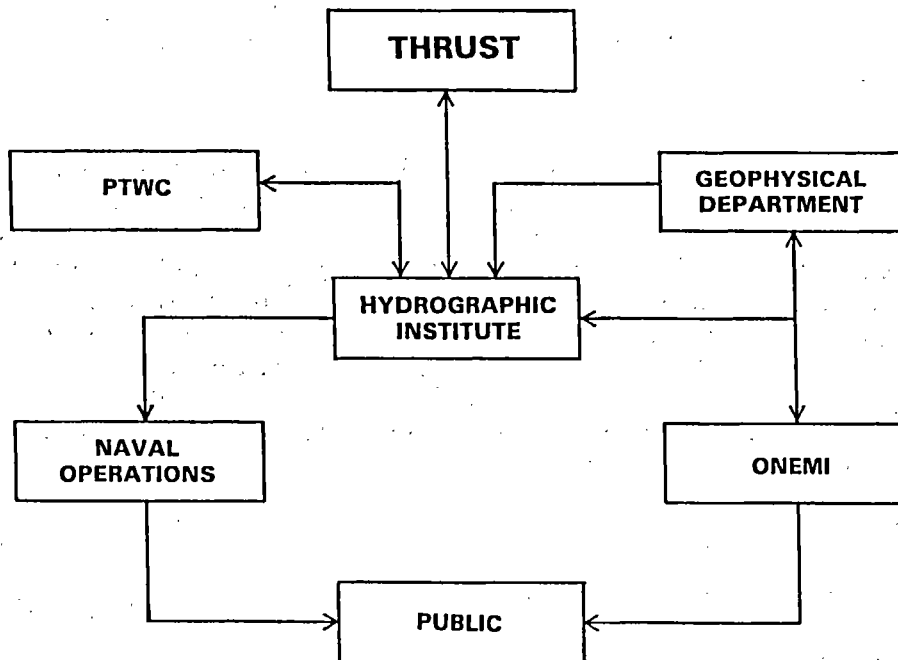 THRUST
PTWC
GEOPHYSICAL
DEPARTMENT
HYDROGRAPHIC
INSTITUTE
NAVAL
OPERATIONS
ONEMI
PUBLIC